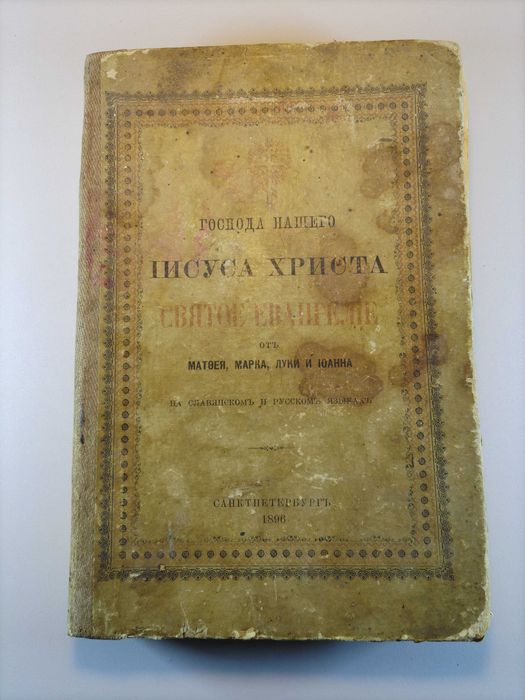 ГОСПОДА НАШЕГО
ІИСУСА ХРИСТА
СВЯТОЕ ЕВАНГЕЛІЕ
ОТЪ
МАТѲЕЯ, МАРКА, ЛУКИ И ІОАННА
НА СЛАВЯНСКОМЪ И РУССКОМЪ ЯЗЫКАХЪ
САНКТПЕТЕРБУРГЪ
1896